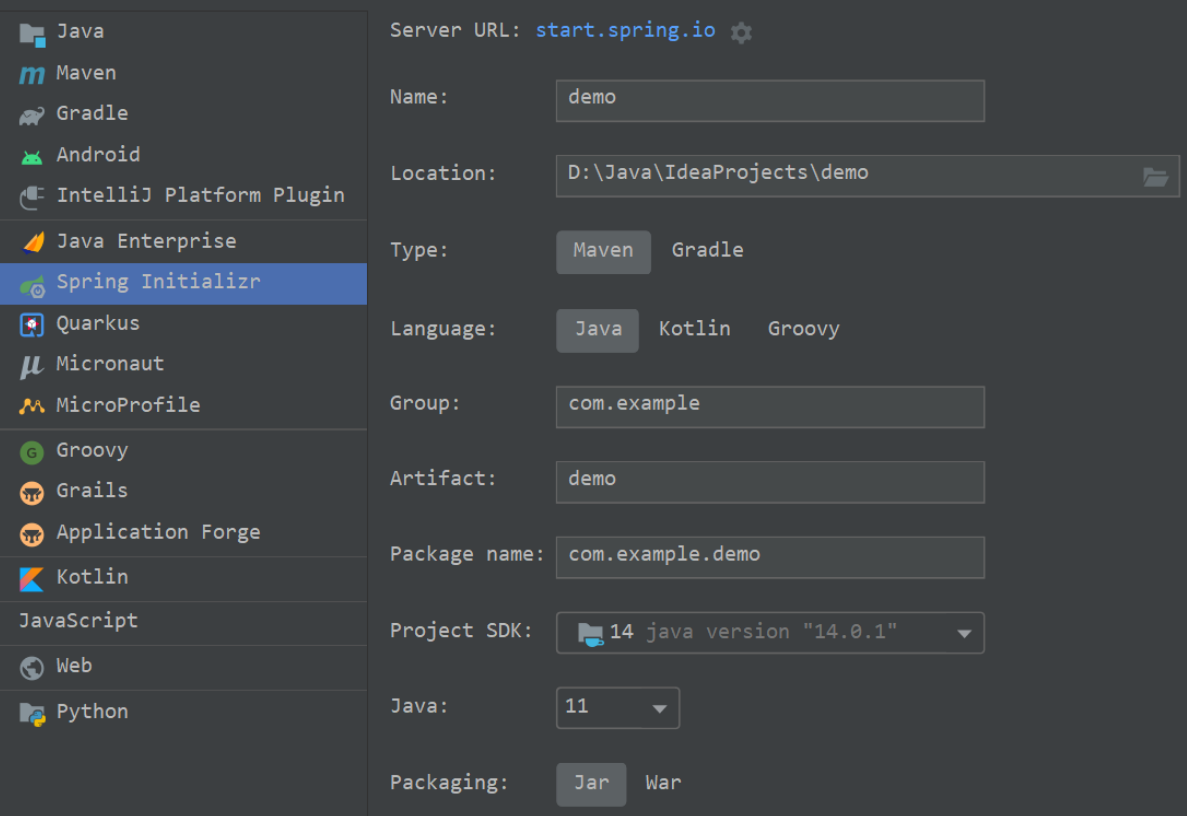 Java
Maven
Gradle
Android
IntelliJ Platform Plugin
Java Enterprise
Spring Initializr
Quarkus
Micronaut
MicroProfile
Groovy
Grails
Application Forge
Kotlin
JavaScript
Web
Python
Server URL: start.spring.io
Name: demo
Location: D:\Java\IdeaProjects\demo
Type: Maven Gradle
Language: Java Kotlin Groovy
Group: com.example
Artifact: demo
Package name: com.example.demo
Project SDK: 14 java version "14.0.1"
Java: 11
Packaging: Jar War